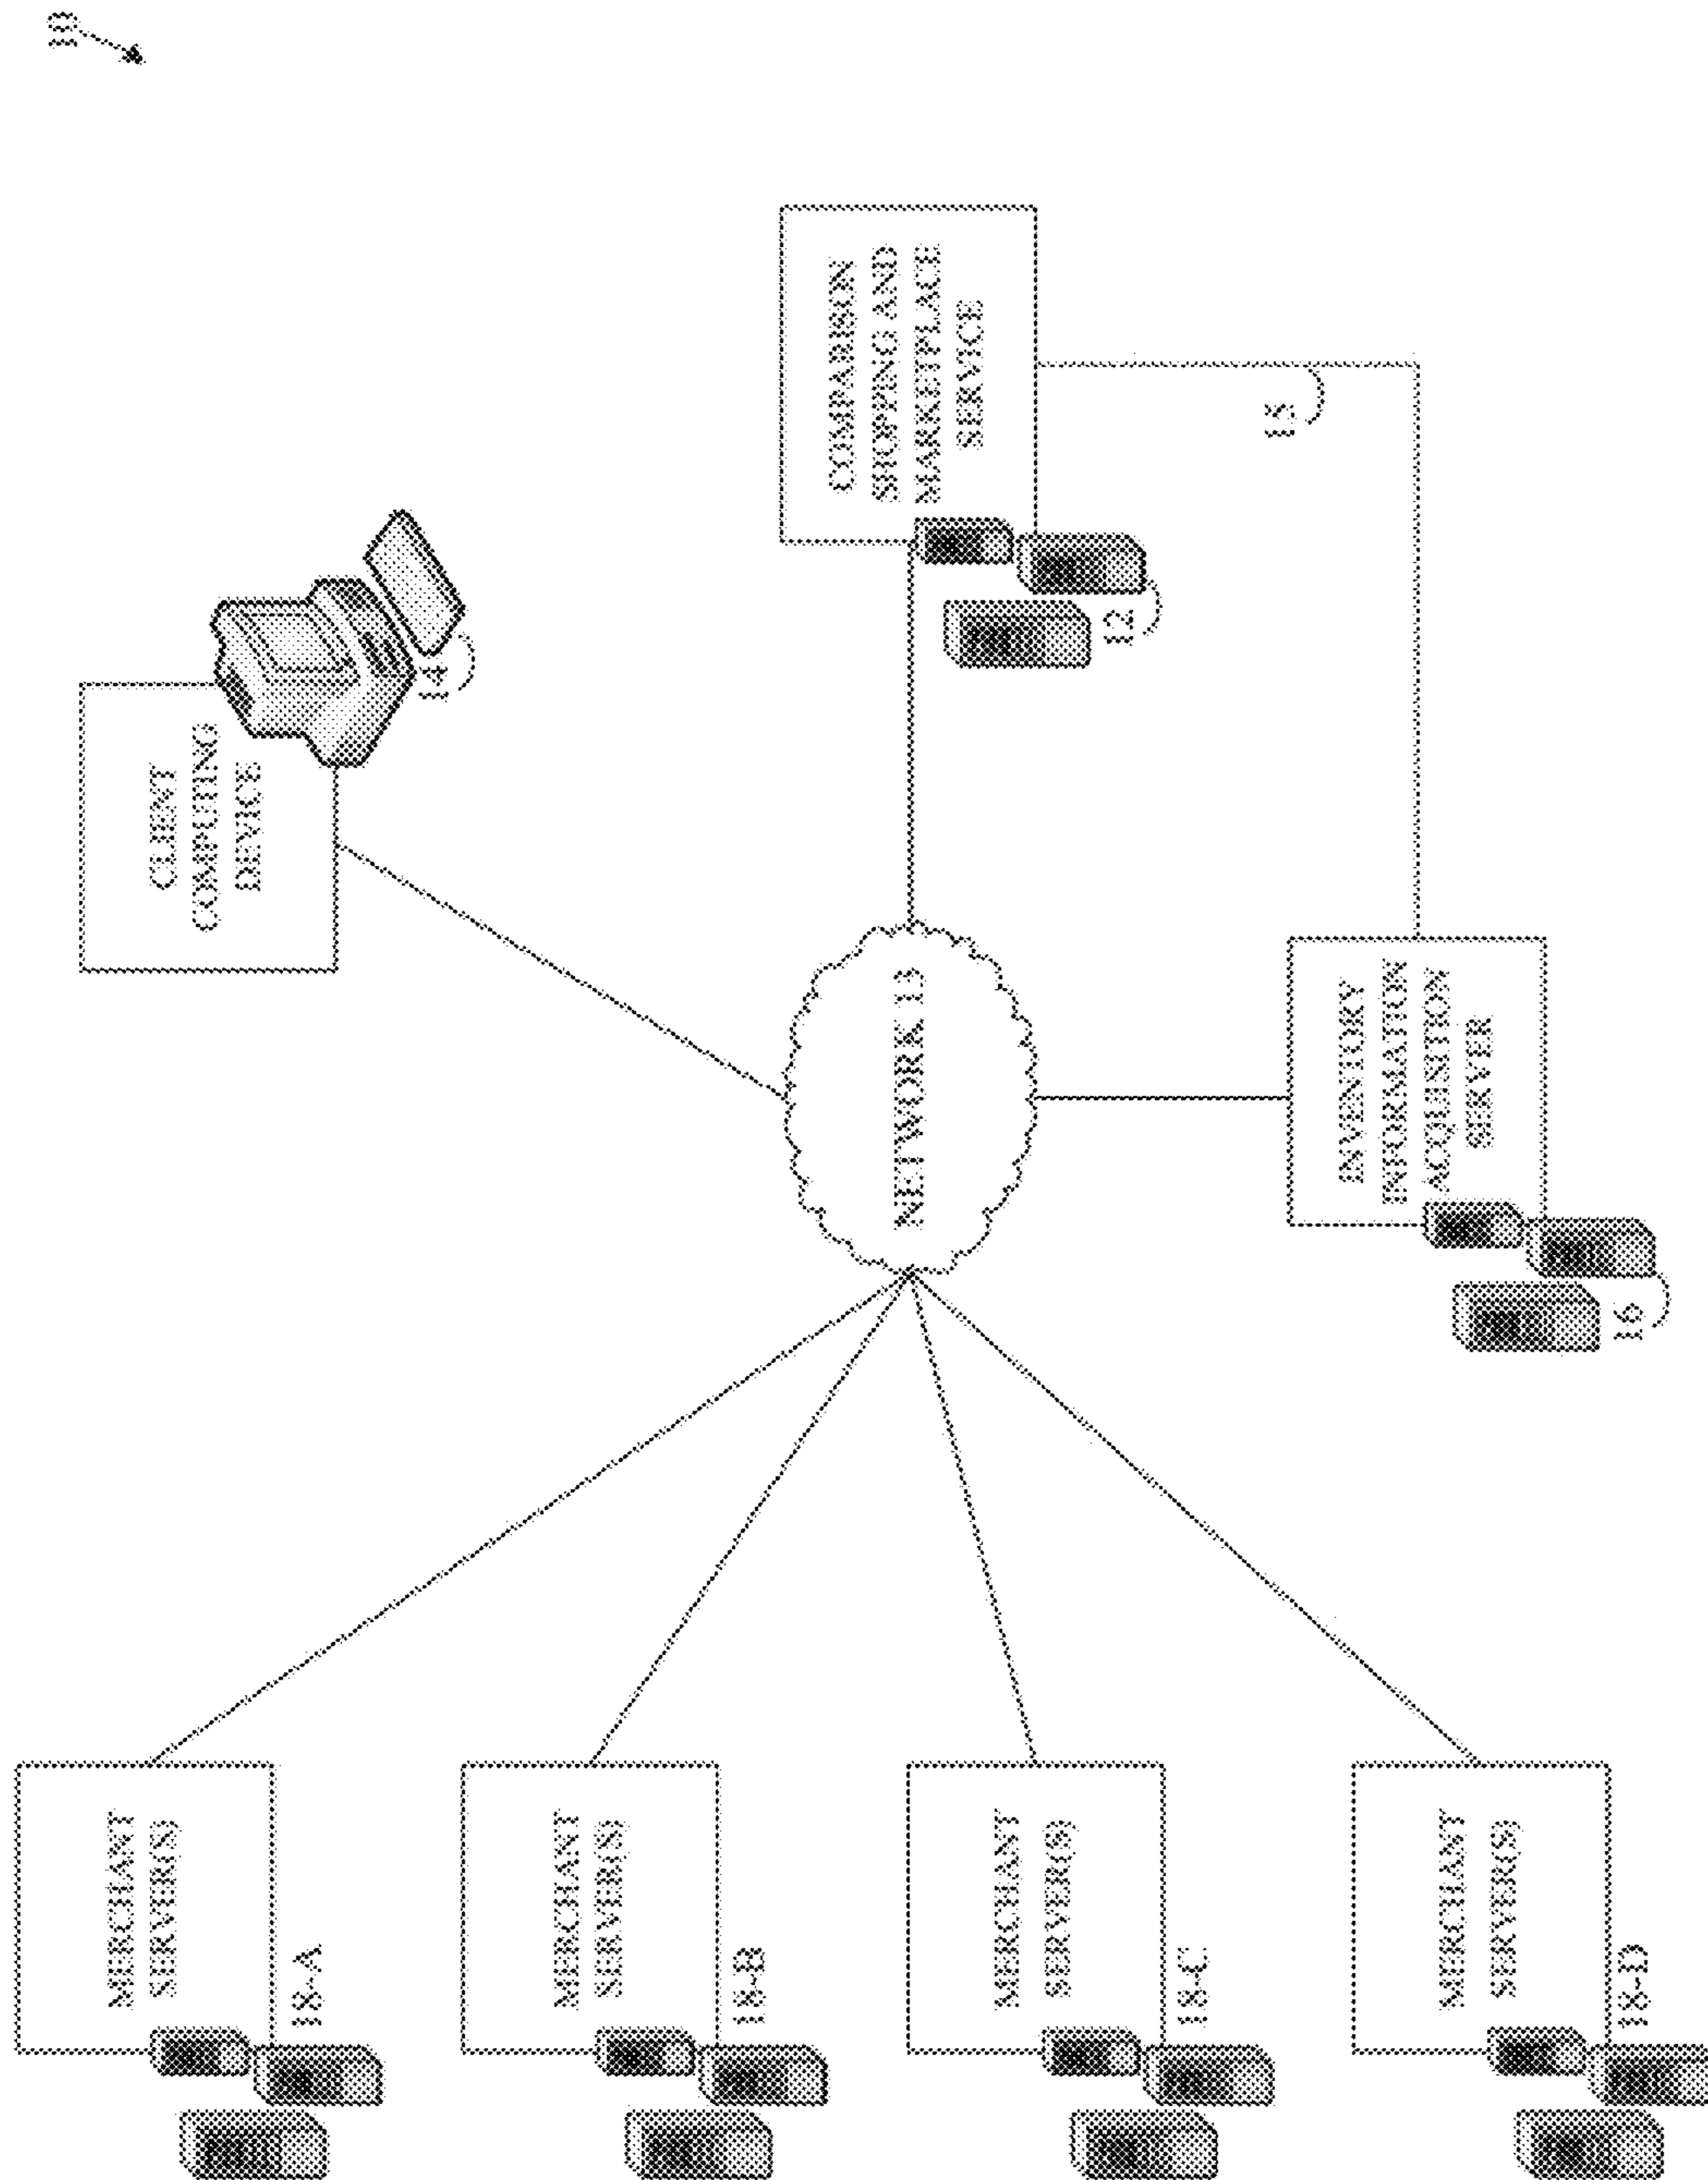 10
MERCHANT
SERVER(S)
18-A
MERCHANT
SERVER(S)
18-B
MERCHANT
SERVER(S)
18-C
MERCHANT
SERVER(S)
18-D
CLIENT
COMPUTING
DEVICE
14
NETWORK 13
COMPARISON
SHOPPING AND
MARKETPLACE
SERVICE
12
15
INVENTORY
INFORMATION
ACQUISITION
SERVER
16